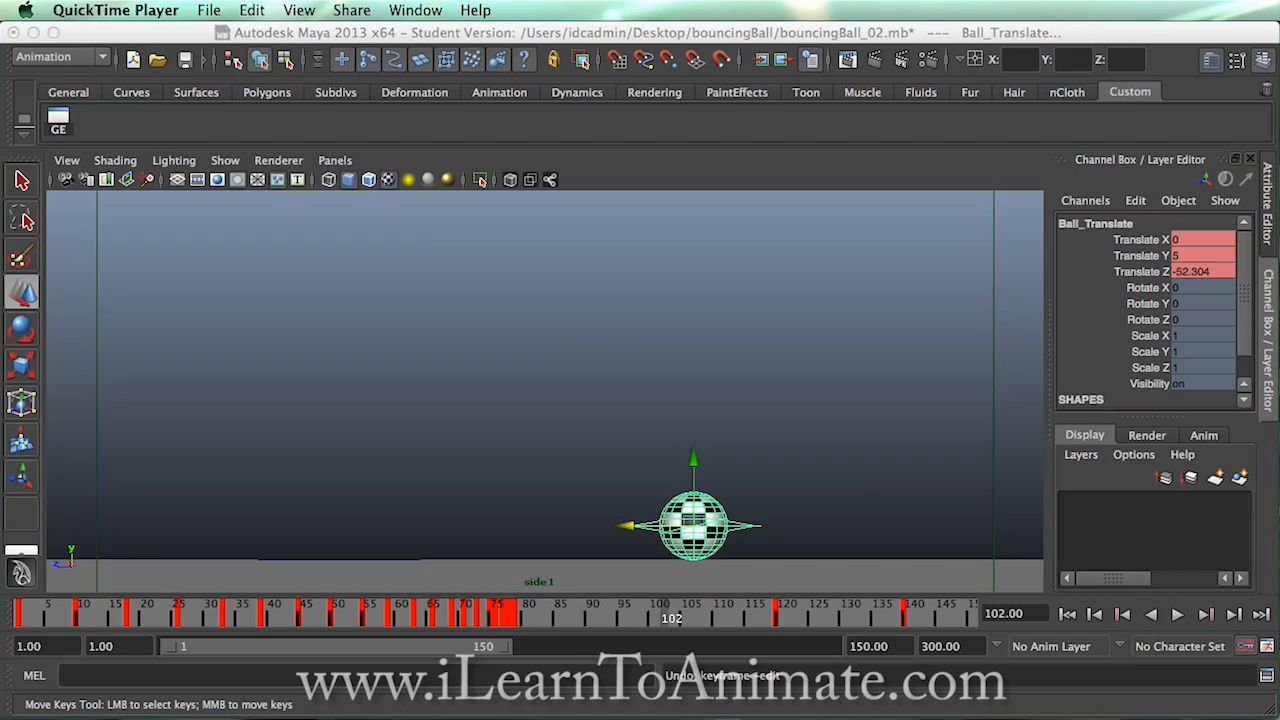 QuickTime Player File Edit View Share Window Help
Autodesk Maya 2013 x64 - Student Version: /Users/idcadmin/Desktop/bouncingBall/bouncingBall_02.mb* --- Ball_Translate...
Animation ? X: Y: Z:
General Curves Surfaces Polygons Subdivs Deformation Animation Dynamics Rendering PaintEffects Toon Muscle Fluids Fur Hair nCloth Custom
GE
View Shading Lighting Show Renderer Panels
Channel Box / Layer Editor
Channels Edit Object Show
Ball_Translate
Translate X 0
Translate Y 5
Translate Z -52.304
Rotate X 0
Rotate Y 0
Rotate Z 0
Scale X 1
Scale Y 1
Scale Z 1
Visibility on
SHAPES
Attribute Editor
Channel Box / Layer Editor
Display Render Anim
Layers Options Help
y
z
side1
5 10 15 20 25 30 35 40 45 50 55 60 65 70 75 80 85 90 95 100 105 110 115 120 125 130 135 140 145 15
102
102.00
1.00 1.00 1 150 150.00 300.00 No Anim Layer No Character Set
MEL Undo: keyframe -edit
www.iLearnToAnimate.com
Move Keys Tool: LMB to select keys; MMB to move keys